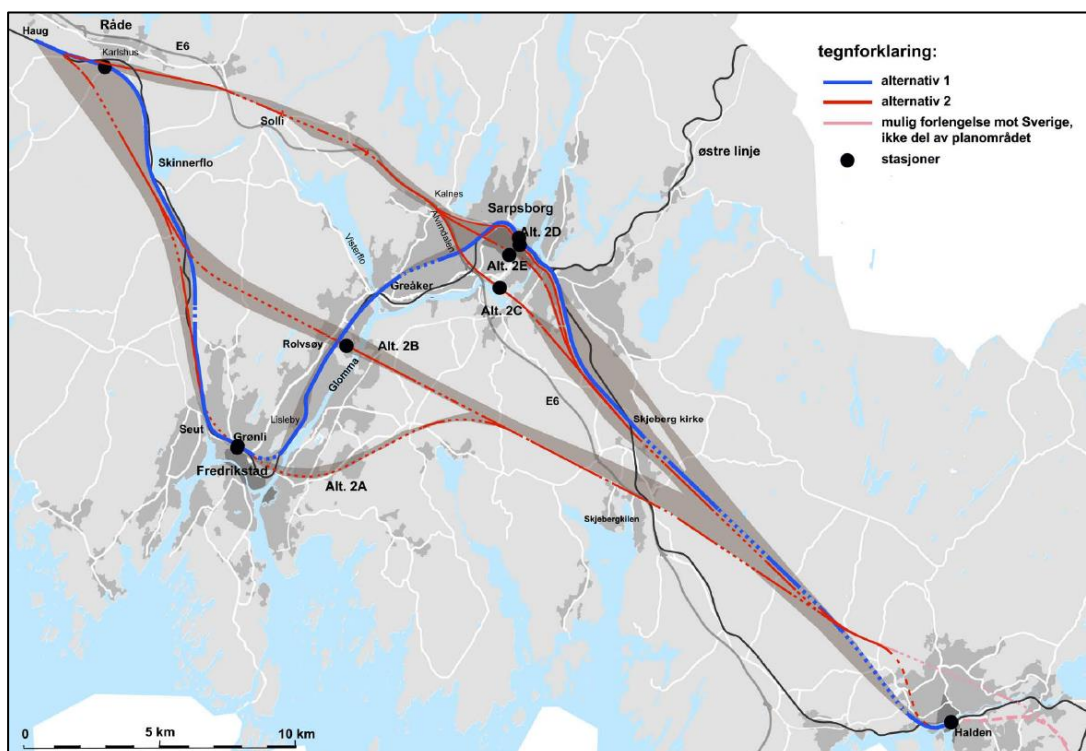 Haug
Råde
Karlshus
E6
Solli
Skinnerflo
Kalnes
Alvimdalen
Visterflo
Sarpsborg
Alt. 2D
Alt. 2E
Alt. 2C
østre linje
Greåker
Rolvsøy
Alt. 2B
Glomma
Lisleby
E6
Skjeberg kirke
Seut
Grønli
Fredrikstad
Alt. 2A
Skjebergkilen
Halden
0
5 km
10 km
tegnforklaring:
alternativ 1
alternativ 2
mulig forlengelse mot Sverige,
ikke del av planområdet
stasjoner